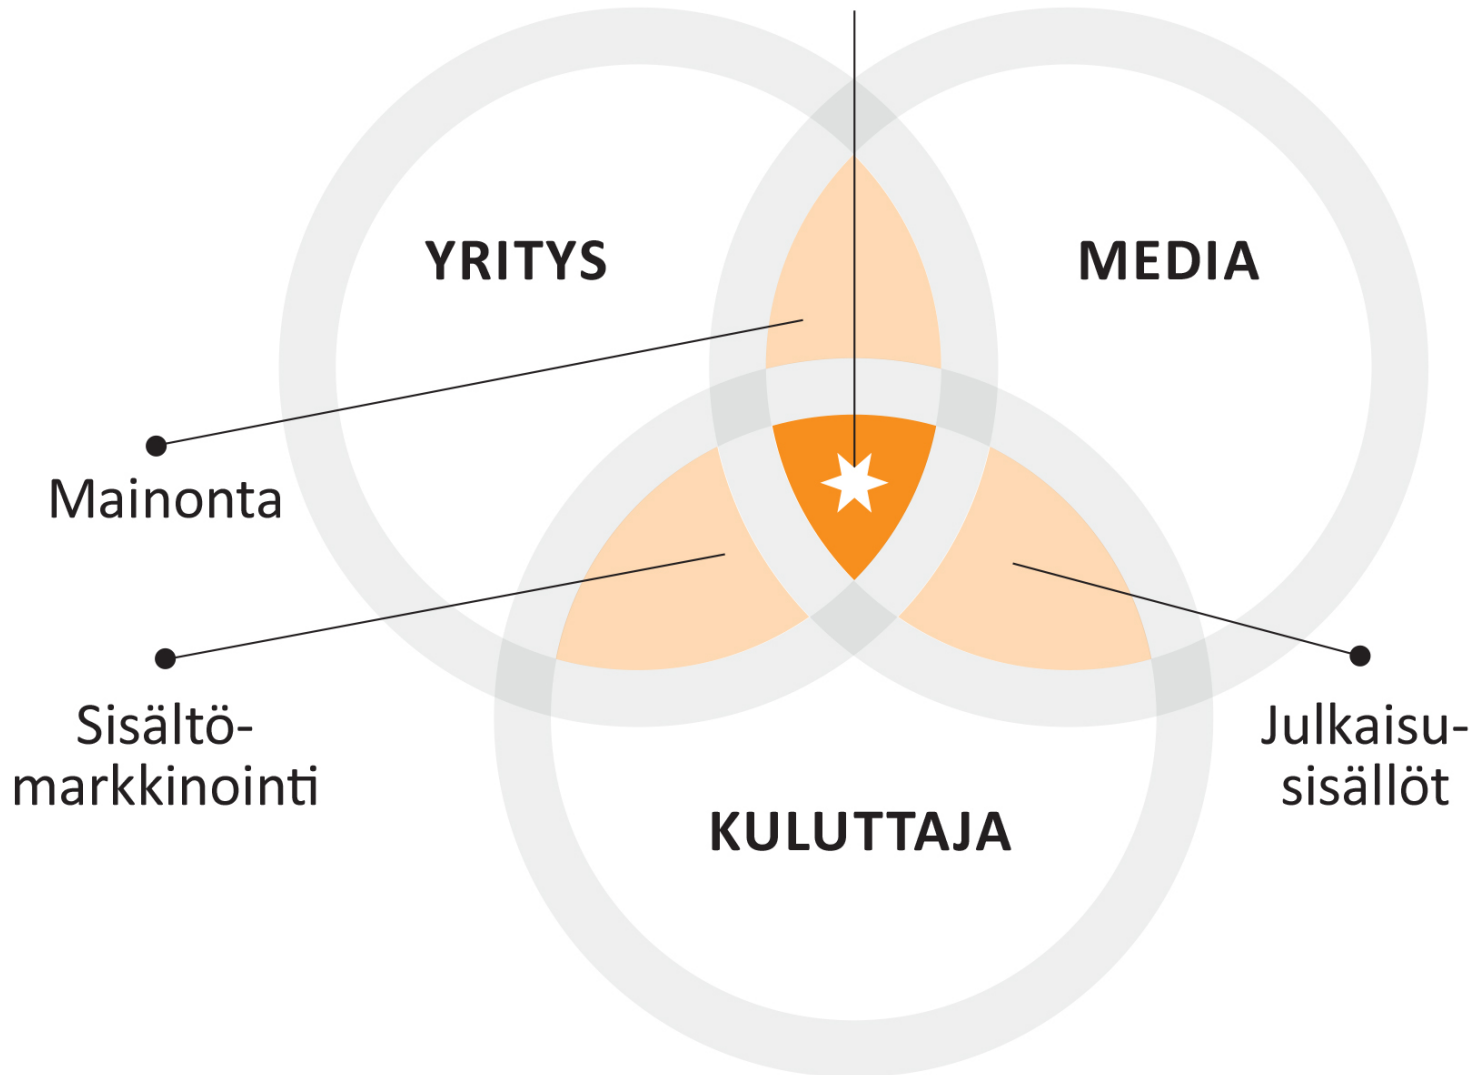 YRITYS
MEDIA
Mainonta
Sisältö-
markkinointi
Julkaisu-
sisällöt
KULUTTAJA